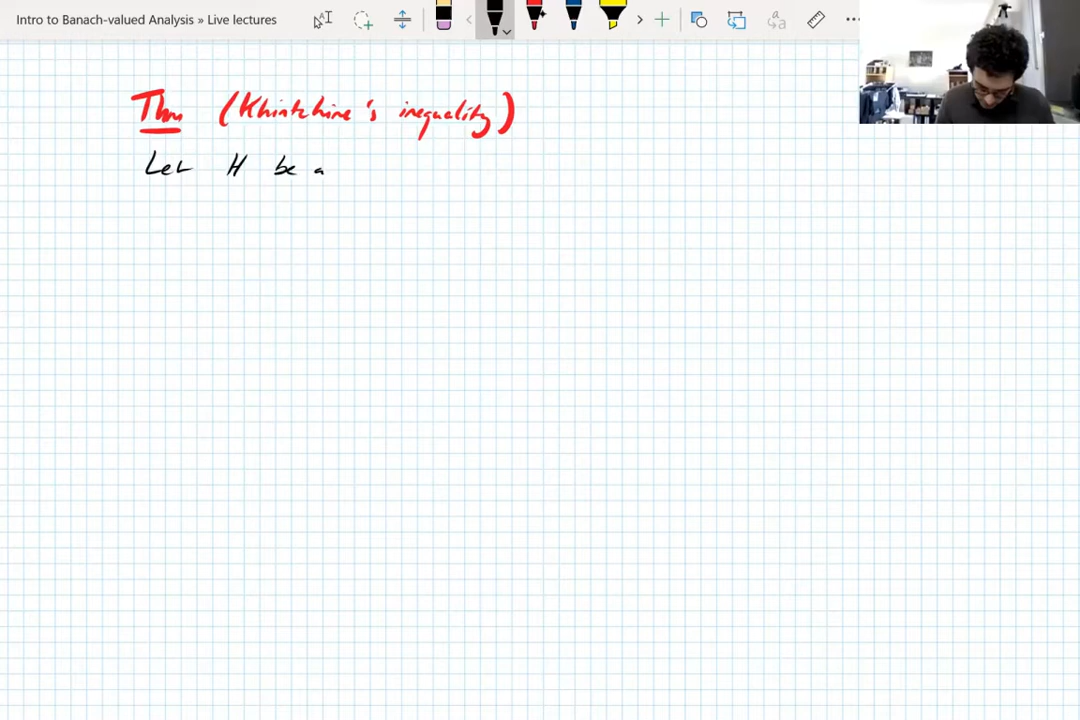 Intro to Banach-valued Analysis » Live lectures
Thm (Khintchine's inequality)
Let H be a